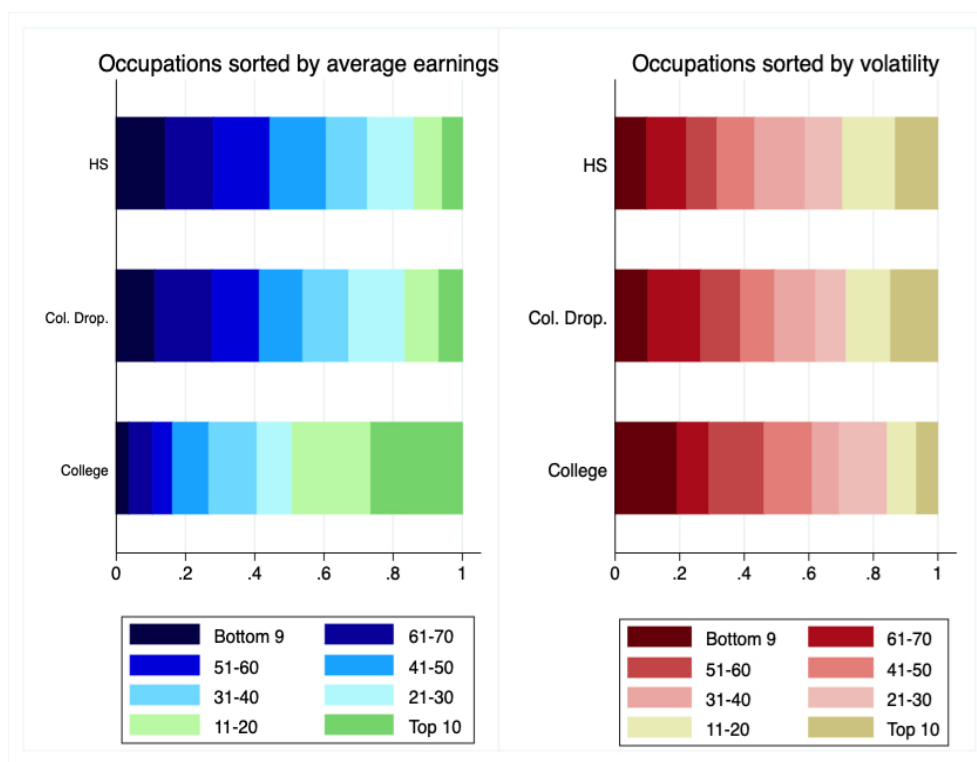 Occupations sorted by average earnings
HS
Col. Drop.
College
0 .2 .4 .6 .8 1
Bottom 9 61-70
51-60 41-50
31-40 21-30
11-20 Top 10
Occupations sorted by volatility
HS
Col. Drop.
College
0 .2 .4 .6 .8 1
Bottom 9 61-70
51-60 41-50
31-40 21-30
11-20 Top 10